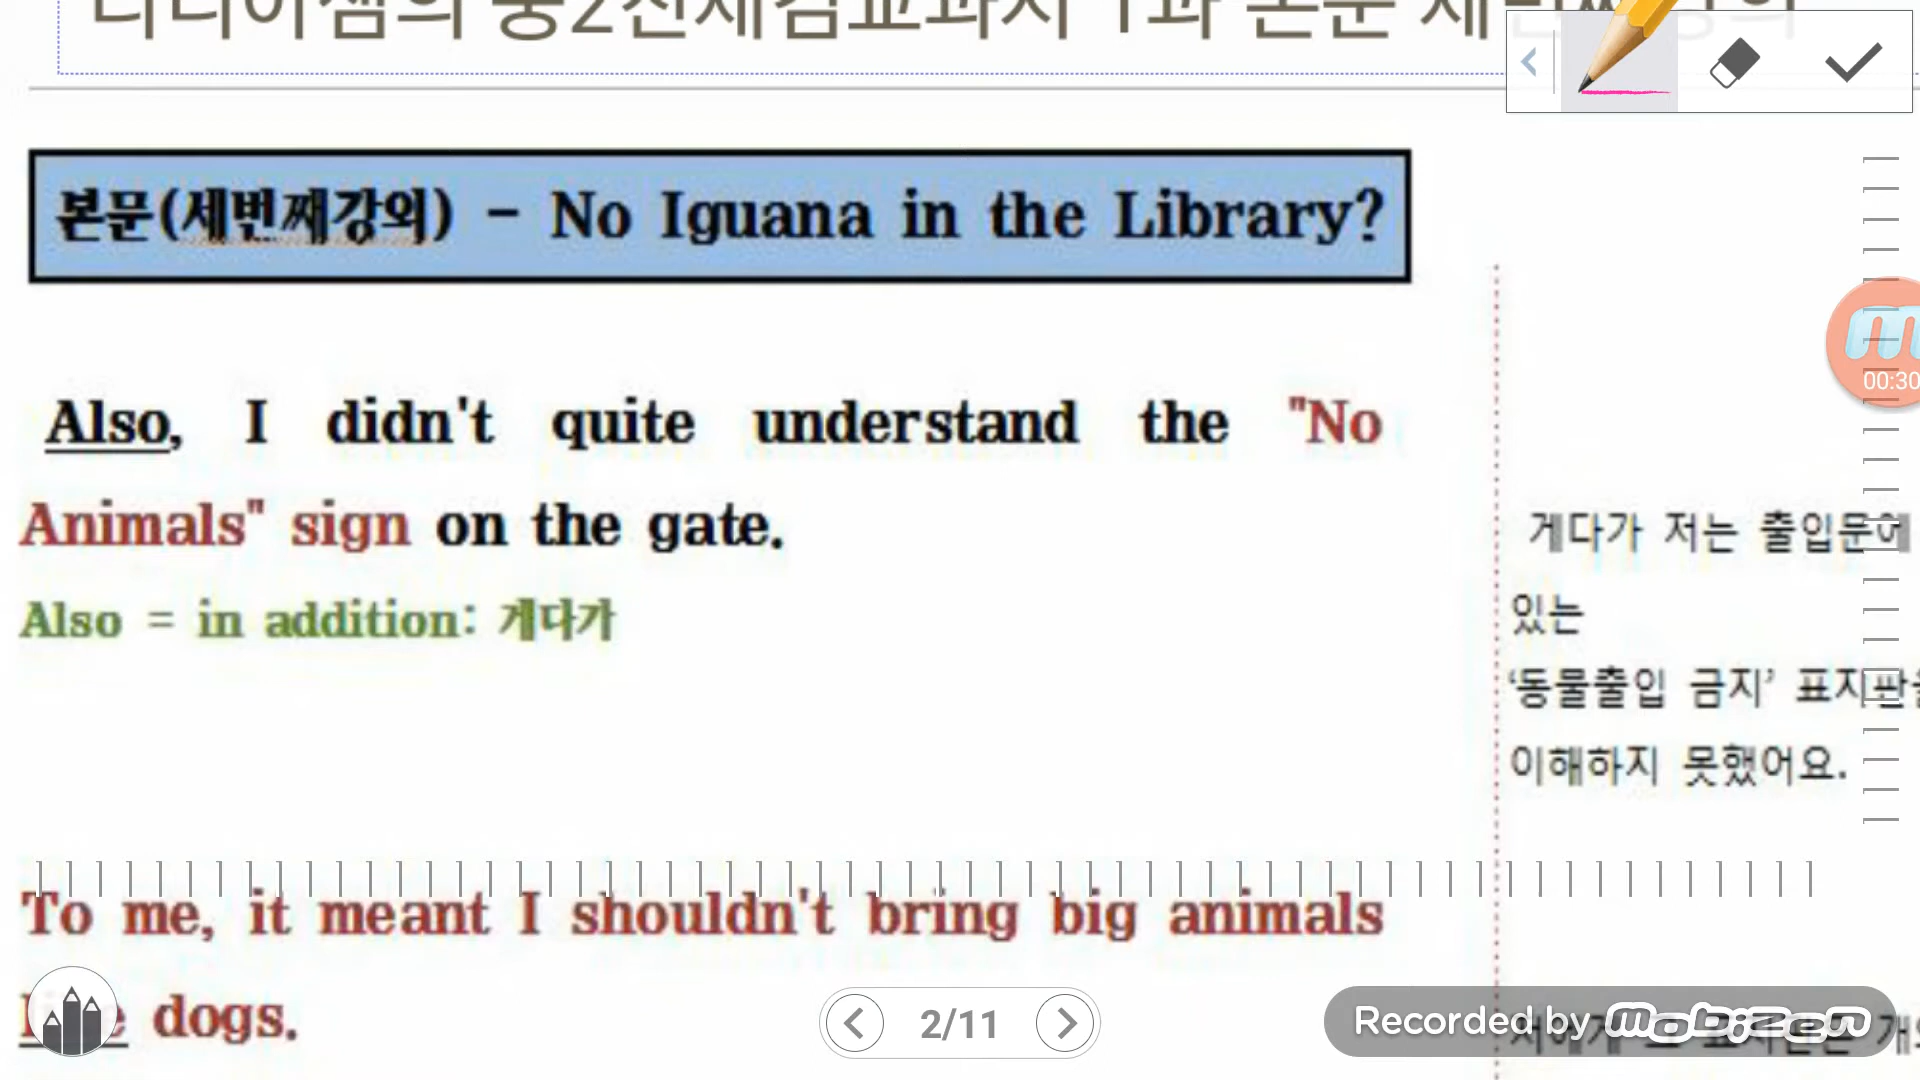 본문(세번째강의) - No Iguana in the Library?
00:30
Also, I didn't quite understand the "No
Animals" sign on the gate.
Also = in addition: 게다가
게다가 저는 출입문에
있는
'동물출입 금지' 표지판을
이해하지 못했어요.
To me, it meant I shouldn't bring big animals
dogs.
2/11
Recorded by Mobizen